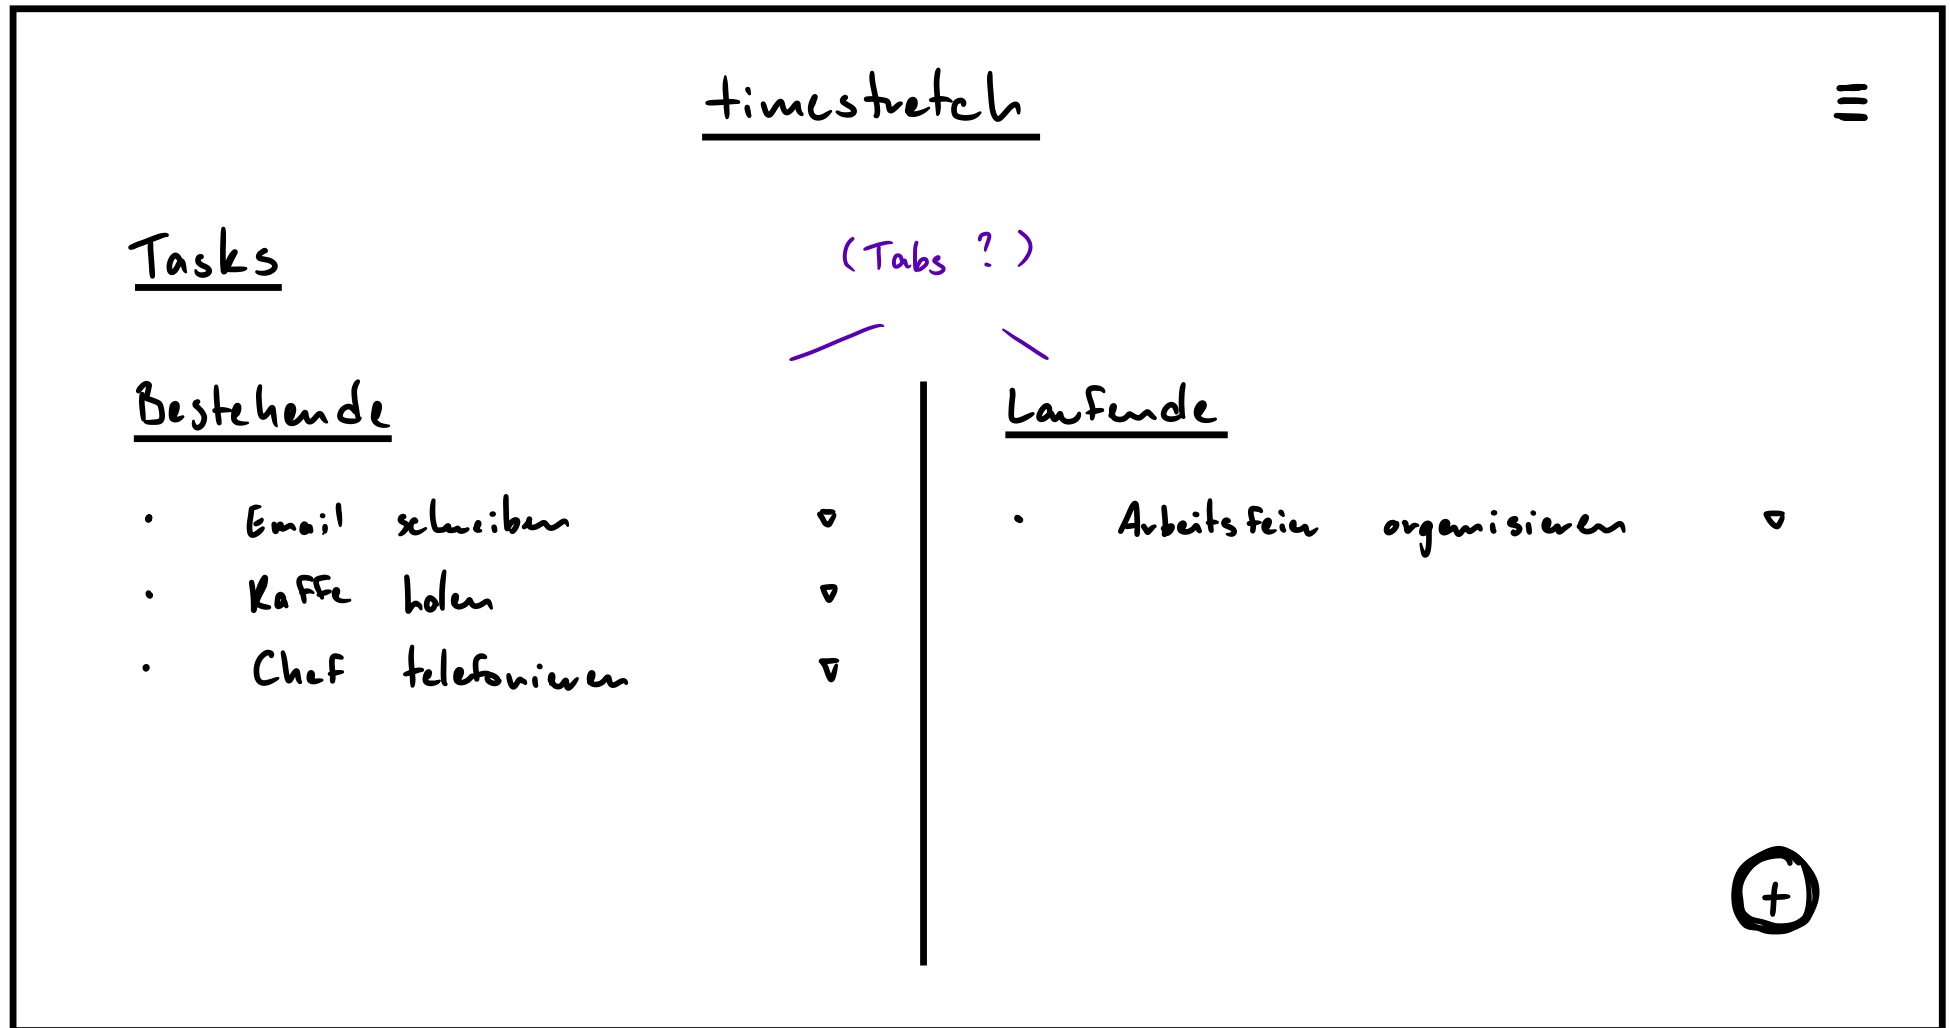 timestretch
Tasks
(Tabs ?)
Bestehende
Laufende
Email schreiben
Arbeitsfeier organisieren
Kaffe holen
Chef telefonieren
+